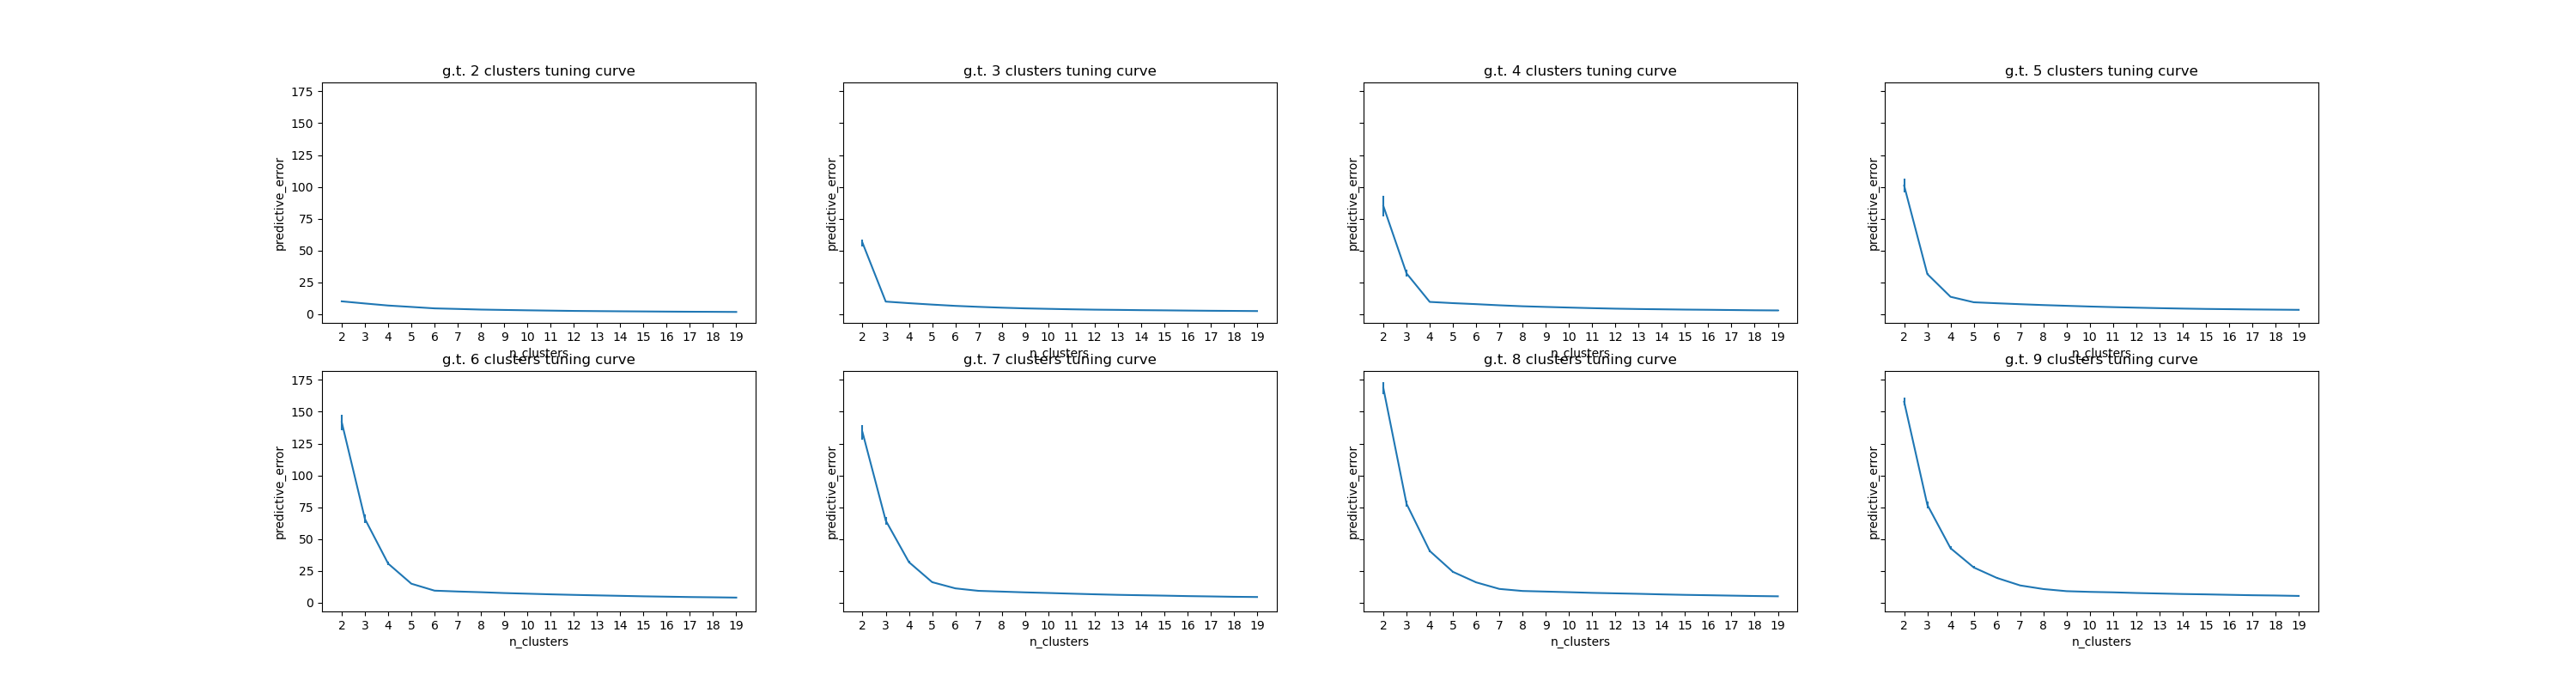 g.t. 2 clusters tuning curve
g.t. 3 clusters tuning curve
g.t. 4 clusters tuning curve
g.t. 5 clusters tuning curve
175
150
125
100
75
50
25
0
predictive_error
predictive_error
predictive_error
predictive_error
2 3 4 5 6 7 8 9 10 11 12 13 14 15 16 17 18 19
2 3 4 5 6 7 8 9 10 11 12 13 14 15 16 17 18 19
2 3 4 5 6 7 8 9 10 11 12 13 14 15 16 17 18 19
2 3 4 5 6 7 8 9 10 11 12 13 14 15 16 17 18 19
n_clusters
n_clusters
n_clusters
n_clusters
g.t. 6 clusters tuning curve
g.t. 7 clusters tuning curve
g.t. 8 clusters tuning curve
g.t. 9 clusters tuning curve
175
150
125
100
75
50
25
0
predictive_error
predictive_error
predictive_error
predictive_error
2 3 4 5 6 7 8 9 10 11 12 13 14 15 16 17 18 19
2 3 4 5 6 7 8 9 10 11 12 13 14 15 16 17 18 19
2 3 4 5 6 7 8 9 10 11 12 13 14 15 16 17 18 19
2 3 4 5 6 7 8 9 10 11 12 13 14 15 16 17 18 19
n_clusters
n_clusters
n_clusters
n_clusters